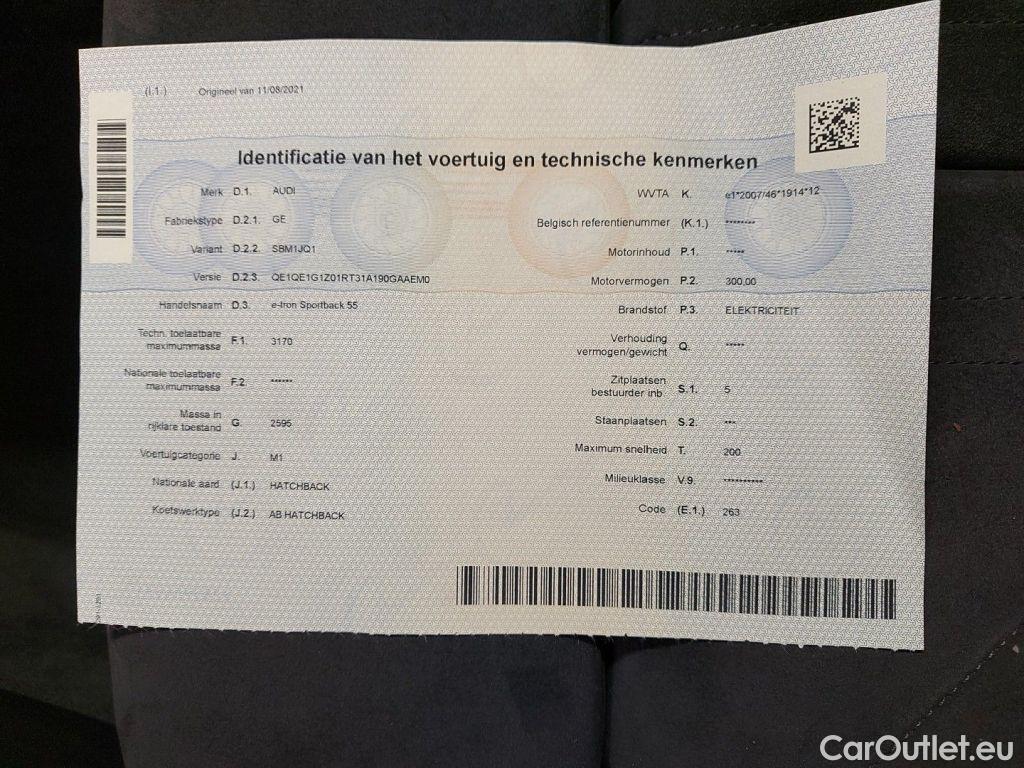 (I.1.) Origineel van 11/08/2021
Identificatie van het voertuig en technische kenmerken
Merk D.1. AUDI
Fabriekstype D.2.1. GE
Variant D.2.2. SBM1JQ1
Versie D.2.3. QE1QE1G1Z01RT31A190GAAEM0
Handelsnaam D.3. e-tron Sportback 55
Techn. toelaatbare
maximummassa F.1. 3170
Nationale toelaatbare
maximummassa F.2. ******
Massa in
rijklare toestand G. 2595
Voertuigcategorie J. M1
Nationale aard (J.1.) HATCHBACK
Koetswerktype (J.2.) AB HATCHBACK
WVTA K. e1*2007/46*1914*12
Belgisch referentienummer (K.1.) ********
Motorinhoud P.1. *****
Motorvermogen P.2. 300,00
Brandstof P.3. ELEKTRICITEIT
Verhouding
vermogen/gewicht Q. *****
Zitplaatsen
bestuurder inb. S.1. 5
Staanplaatsen S.2. ***
Maximum snelheid T. 200
Milieuklasse V.9. **********
Code (E.1.) 263
CarOutlet.eu